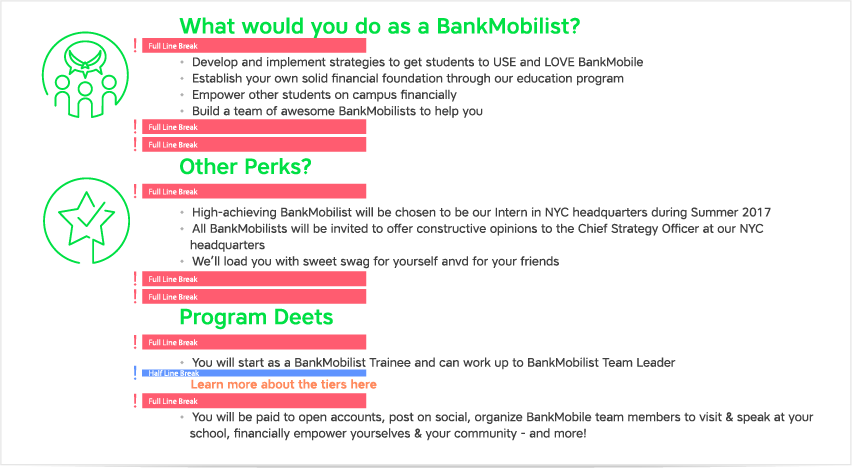 What would you do as a BankMobilist?
! Full Line Break
• Develop and implement strategies to get students to USE and LOVE BankMobile
• Establish your own solid financial foundation through our education program
• Empower other students on campus financially
• Build a team of awesome BankMobilists to help you
! Full Line Break
! Full Line Break
Other Perks?
! Full Line Break
• High-achieving BankMobilist will be chosen to be our Intern in NYC headquarters during Summer 2017
• All BankMobilists will be invited to offer constructive opinions to the Chief Strategy Officer at our NYC
headquarters
• We'll load you with sweet swag for yourself anvd for your friends
! Full Line Break
! Full Line Break
Program Deets
! Full Line Break
• You will start as a BankMobilist Trainee and can work up to BankMobilist Team Leader
! Half Line Break
Learn more about the tiers here
! Full Line Break
• You will be paid to open accounts, post on social, organize BankMobile team members to visit & speak at your
school, financially empower yourselves & your community - and more!